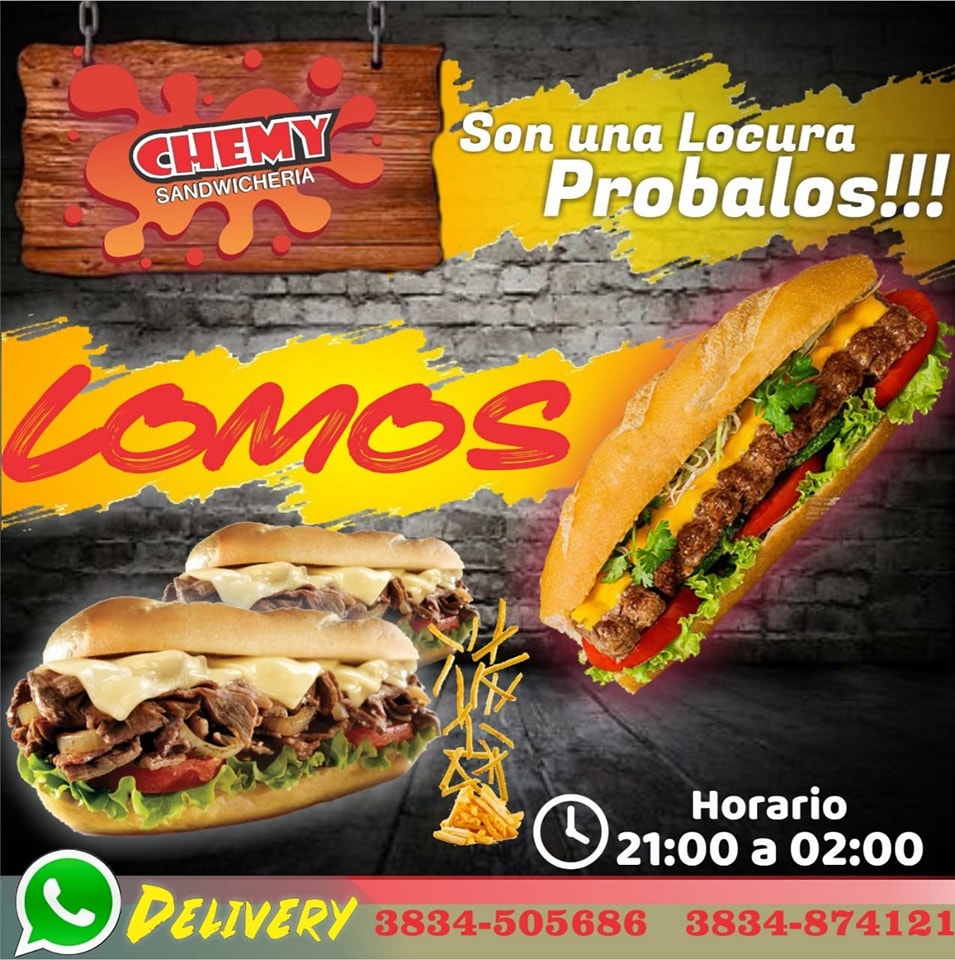 CHEMY
SANDWICHERIA
Son una Locura
Probalos!!!
LOMOS
Horario
21:00 a 02:00
DELIVERY 3834-505686 3834-874121